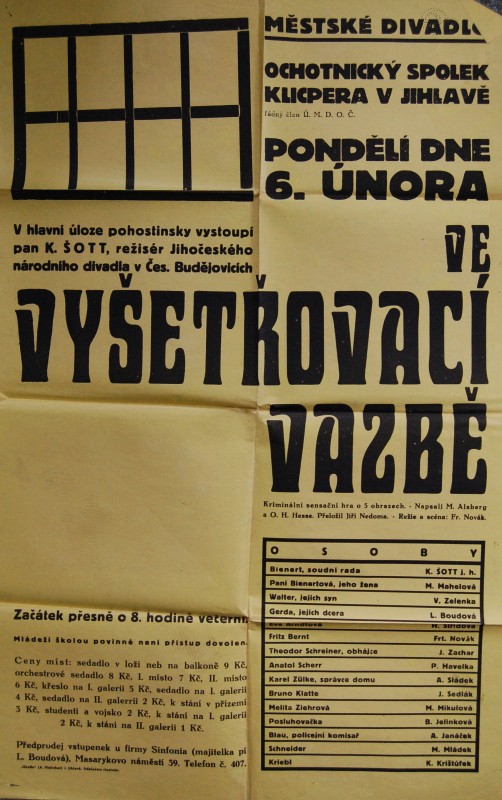 MĚSTSKÉ DIVADLO
OCHOTNICKÝ SPOLEK
KLICPERA V JIHLAVĚ
řádný člen Ú. M. D. O. Č.
PONDĚLÍ DNE
6. ÚNORA
V hlavní úloze pohostinsky vystoupí
pan K. ŠOTT, režisér Jihočeského
národního divadla v Čes. Budějovicích
VE
VYŠETŘOVACÍ
VAZBĚ
Kriminální sensační hra o 5 obrazech. - Napsali M. Alsberg
a O. H. Hesse. Přeložil Jiří Nedoma. - Režie a scéna: Fr. Novák.
OSOBY
Bienert, soudní rada K. ŠOTT j. h.
Paní Bienertová, jeho žena M. Mahelová
Walter, jejich syn V. Zelenka
Gerda, jejich dcera L. Boudová
Eva Arndtová
Fritz Bernt Frt. Novák
Theodor Schreiner, obhájce J. Zachar
Anatol Scherr P. Havelka
Karel Zülke, správce domu A. Sládek
Bruno Klatte J. Sedlák
Melita Ziehrová M. Mikulová
Posluhovačka B. Jelínková
Blau, policejní komisař A. Janáček
Schneider M. Mládek
Kriebl K. Krištůfek
Začátek přesně o 8. hodině večerní.
Mládeži školou povinné není přístup dovolen.
Ceny míst: sedadlo v loži neb na balkoně 9 Kč,
orchestrové sedadlo 8 Kč, I. místo 7 Kč, II. místo
6 Kč, křeslo na I. galerii 5 Kč, sedadlo na I. galerii
4 Kč, sedadlo na II. galerrii 2 Kč, k stání v přízemí
3 Kč, studenti a vojsko 2 Kč, k stání na I. galerii
2 Kč, k stání na II. galerii 1 Kč.
Předprodej vstupenek u firmy Sinfonia (majitelka pí
L. Boudová), Masarykovo náměstí 39. Telefon č. 407.